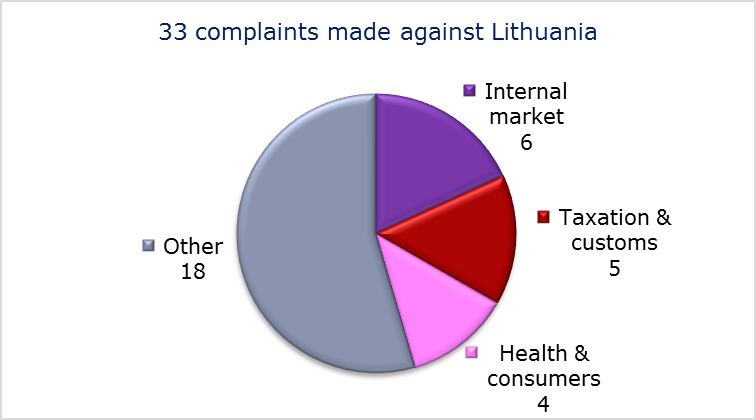 33 complaints made against Lithuania
Internal
market
6
Taxation &
customs
5
Health &
consumers
4
Other
18